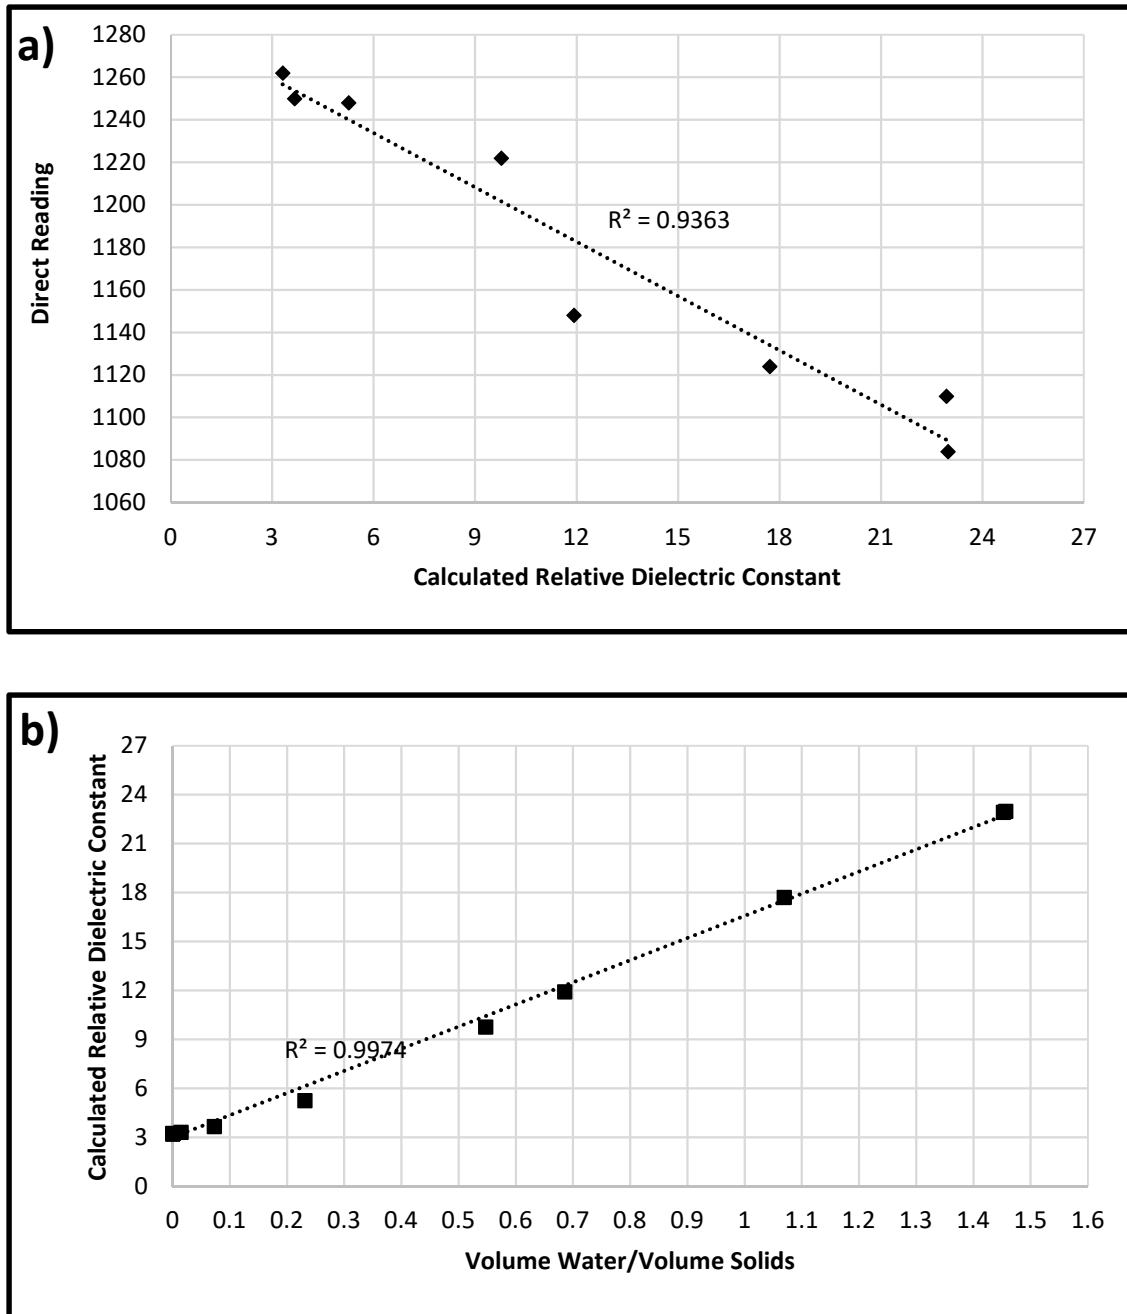 a)
1280
1260
1240
1220
1200
1180
1160
1140
1120
1100
1080
1060
Direct Reading
R² = 0.9363
0 3 6 9 12 15 18 21 24 27
Calculated Relative Dielectric Constant
b)
27
24
21
18
15
12
9
6
3
0
Calculated Relative Dielectric Constant
R² = 0.9974
0 0.1 0.2 0.3 0.4 0.5 0.6 0.7 0.8 0.9 1 1.1 1.2 1.3 1.4 1.5 1.6
Volume Water/Volume Solids